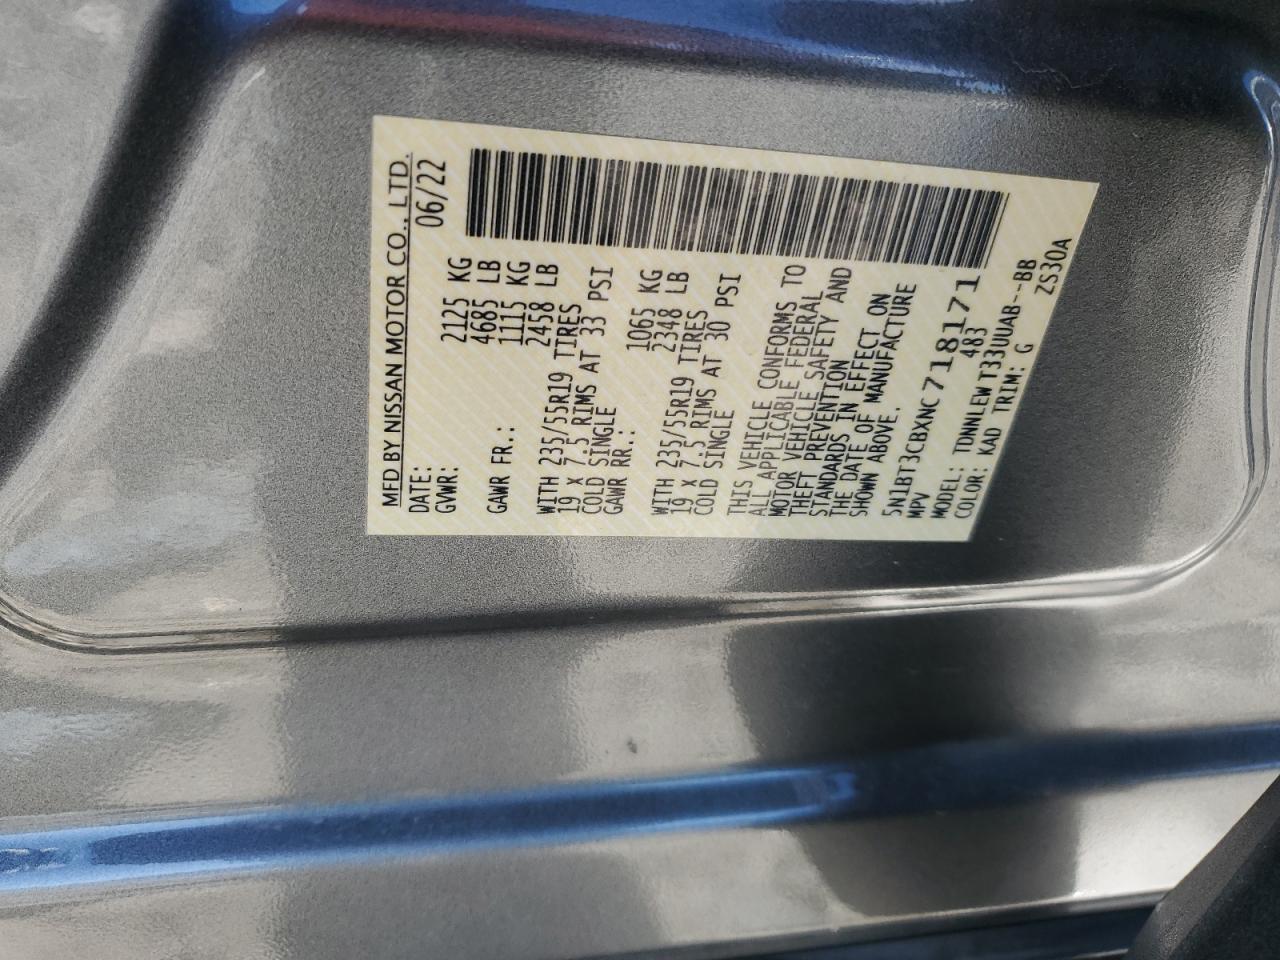 MFD BY NISSAN MOTOR CO., LTD.
DATE: 06/22
GVWR: 2125 KG
4685 LB
GAWR FR.: 1115 KG
2458 LB
WITH 235/55R19 TIRES
19 X 7.5 RIMS AT 33 PSI
COLD SINGLE
GAWR RR.: 1065 KG
2348 LB
WITH 235/55R19 TIRES
19 X 7.5 RIMS AT 30 PSI
COLD SINGLE
THIS VEHICLE CONFORMS TO
ALL APPLICABLE FEDERAL
MOTOR VEHICLE SAFETY AND
THEFT PREVENTION
STANDARDS IN EFFECT ON
THE DATE OF MANUFACTURE
SHOWN ABOVE.
5N1BT3CBXNC718171
MPV 483
MODEL: TDNNLEWT33UUAB--BB
COLOR: KAD TRIM: G ZS30A